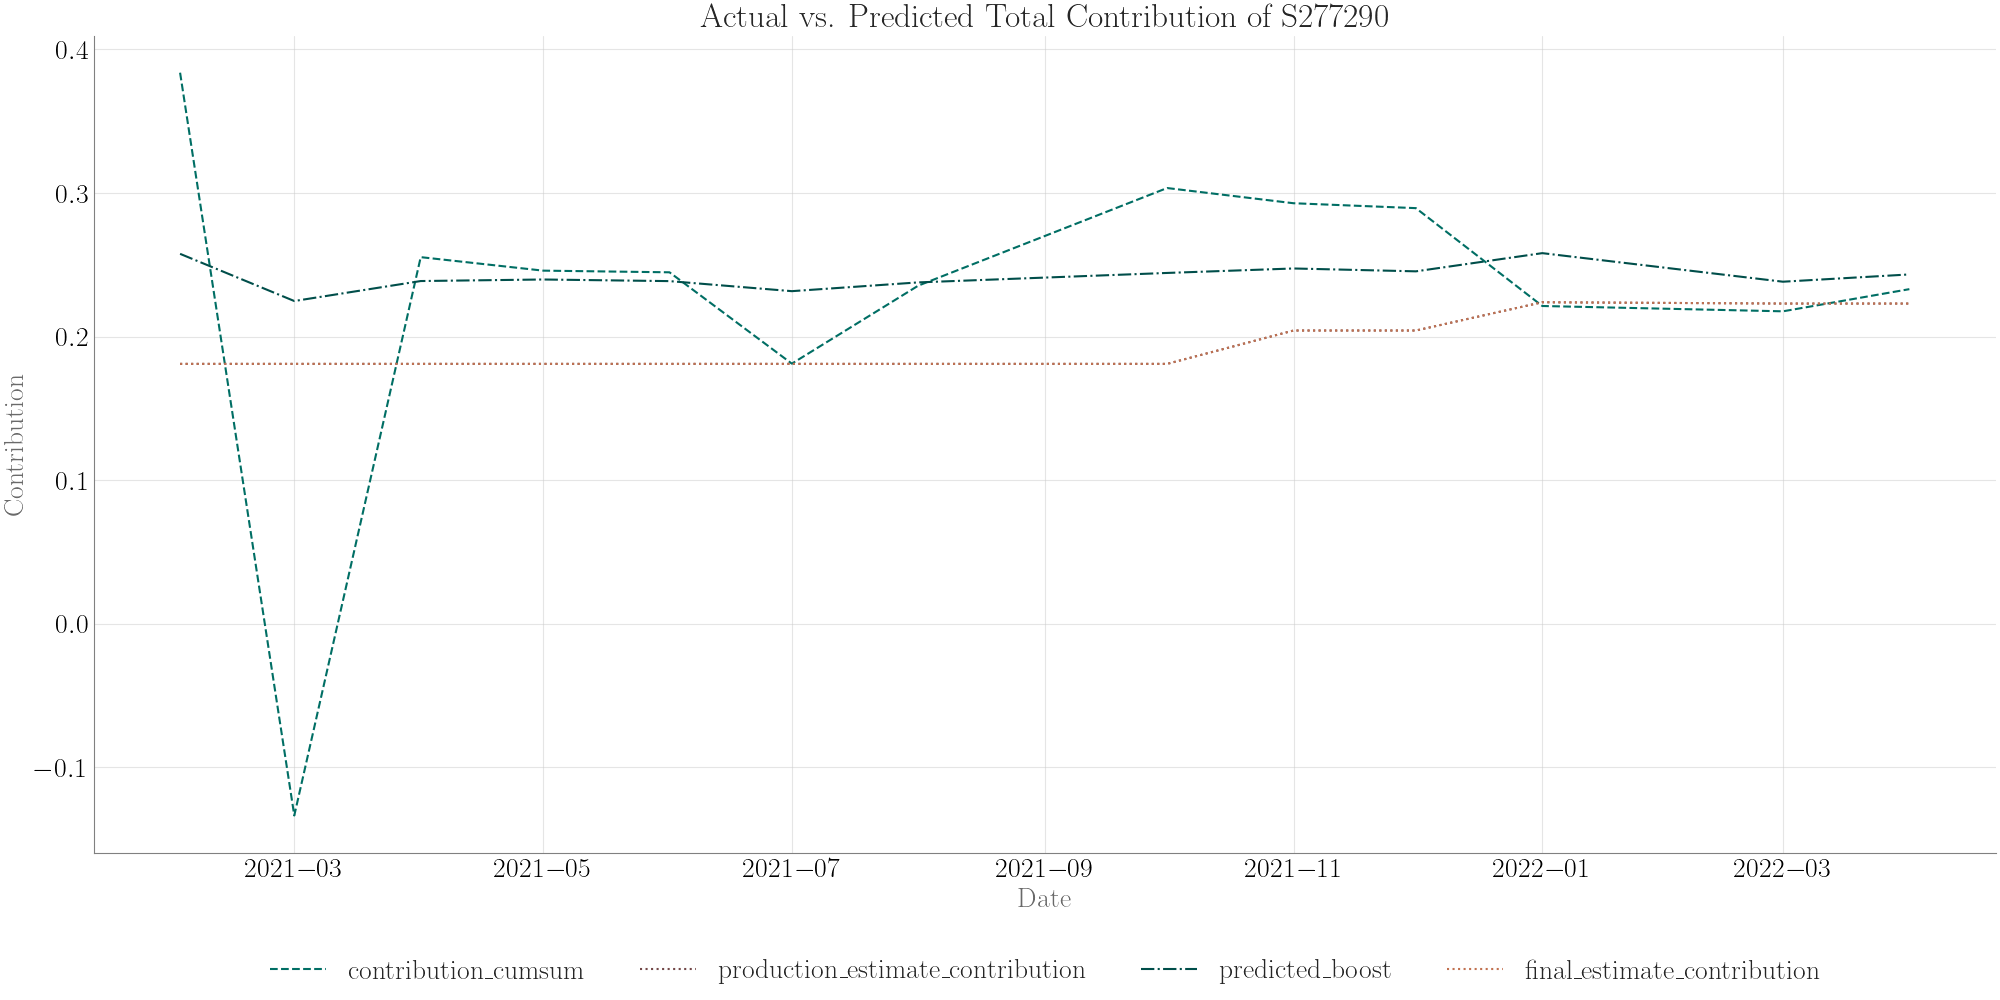 Actual vs. Predicted Total Contribution of S277290
Contribution
0.4
0.3
0.2
0.1
0.0
−0.1
2021−03 2021−05 2021−07 2021−09 2021−11 2022−01 2022−03
Date
contribution_cumsum production_estimate_contribution predicted_boost final_estimate_contribution